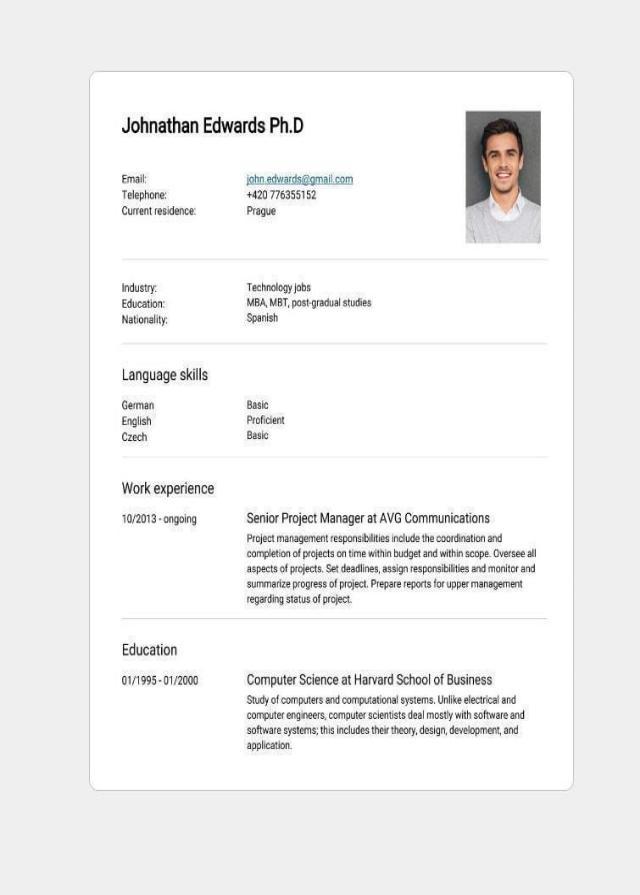 Johnathan Edwards Ph.D
Email: john.edwards@gmail.com
Telephone: +420 776355152
Current residence: Prague
Industry: Technology jobs
Education: MBA, MBT, post-gradual studies
Nationality: Spanish
Language skills
German Basic
English Proficient
Czech Basic
Work experience
10/2013 - ongoing Senior Project Manager at AVG Communications
Project management responsibilities include the coordination and
completion of projects on time within budget and within scope. Oversee all
aspects of projects. Set deadlines, assign responsibilities and monitor and
summarize progress of project. Prepare reports for upper management
regarding status of project.
Education
01/1995 - 01/2000 Computer Science at Harvard School of Business
Study of computers and computational systems. Unlike electrical and
computer engineers, computer scientists deal mostly with software and
software systems; this includes their theory, design, development, and
application.